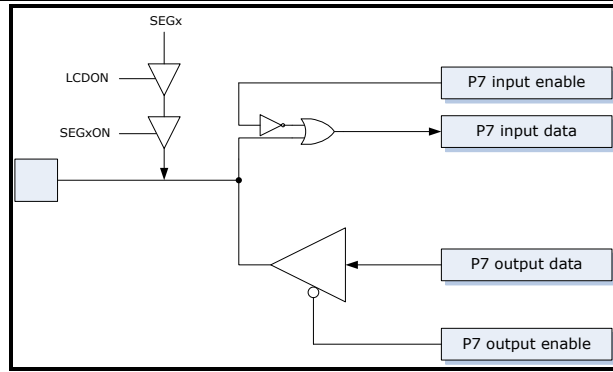 SEGx
LCDON
SEGxON
P7 input enable
P7 input data
P7 output data
P7 output enable